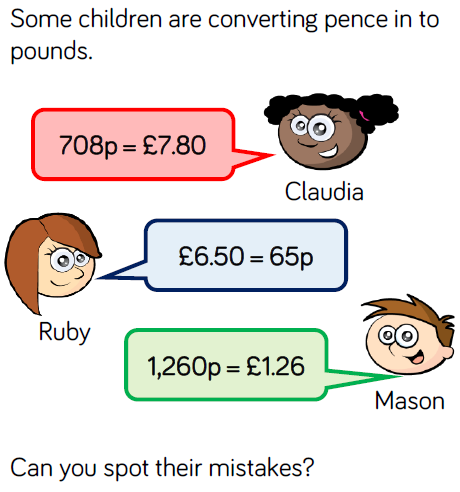 Some children are converting pence in to
pounds.
708p = £7.80
Claudia
£6.50 = 65p
Ruby
1,260p = £1.26
Mason
Can you spot their mistakes?